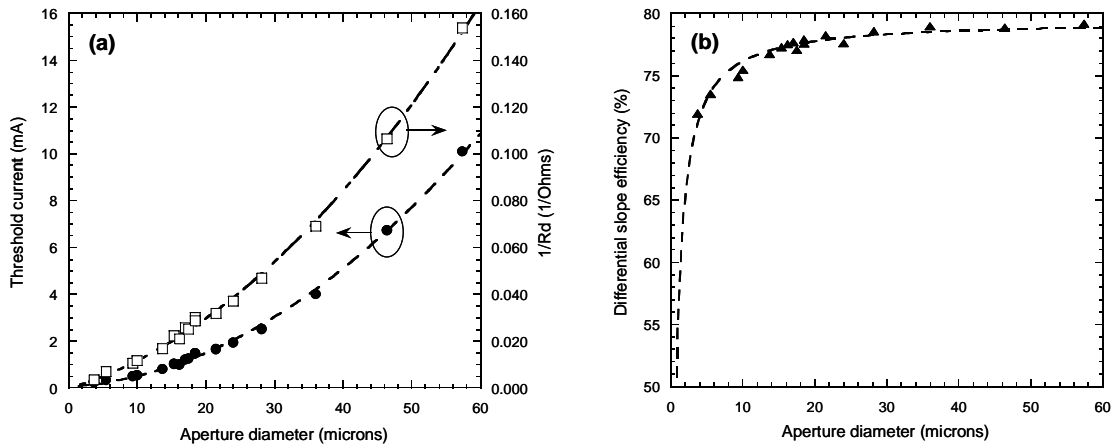 (a)
Threshold current (mA)
16
14
12
10
8
6
4
2
0
0.160
0.140
0.120
0.100
0.080
0.060
0.040
0.020
0.000
1/Rd (1/Ohms)
0 10 20 30 40 50 60
Aperture diameter (microns)
(b)
Differential slope efficiency (%)
80
75
70
65
60
55
50
0 10 20 30 40 50 60
Aperture diameter (microns)